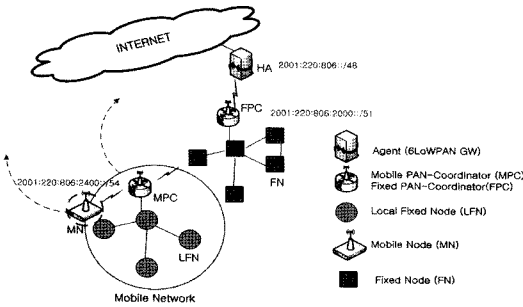 INTERNET
HA 2001:220:806::/48
FPC
2001:220:806:2000::/51
FN
2001:220:806:2400::/54
MPC
MN
LFN
Mobile Network
Agent (6LoWPAN GW)
Mobile PAN-Coordinator (MPC)
Fixed PAN-Coordinator(FPC)
Local Fixed Node (LFN)
Mobile Node (MN)
Fixed Node (FN)